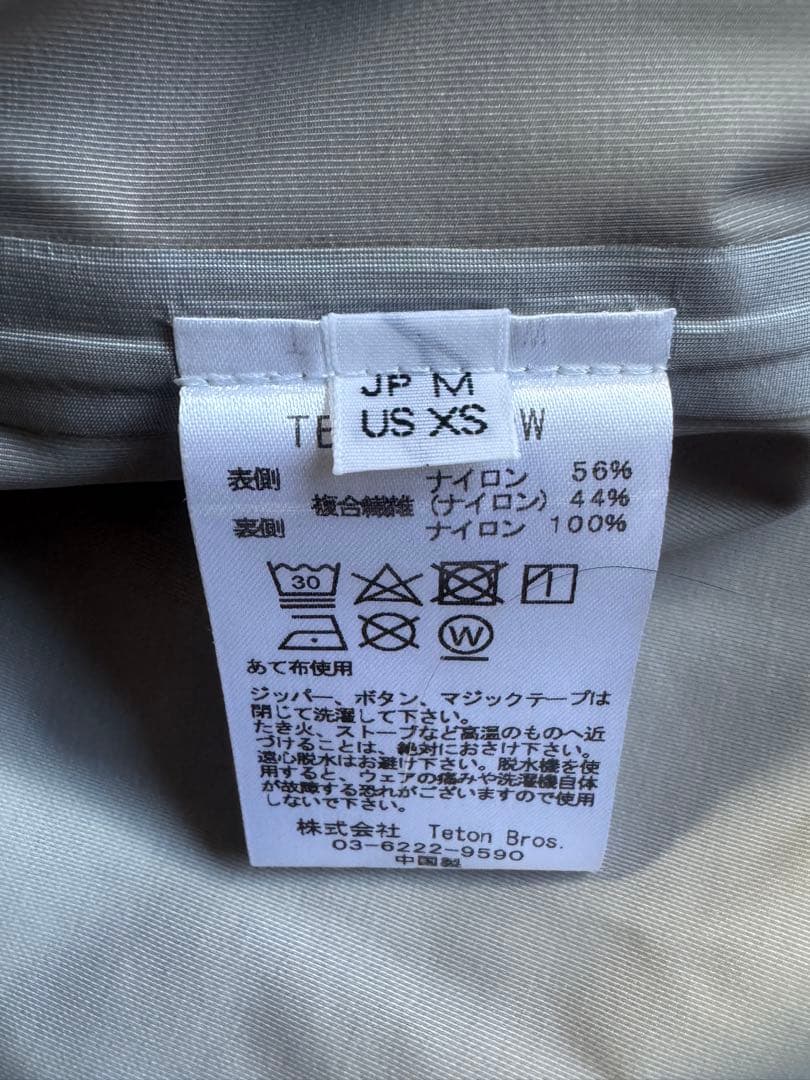 M
JP M
US XS
TE W
表側 ナイロン 56%
複合繊維 (ナイロン) 44%
裏側 ナイロン 100%
30
W
あて布使用
ジッパー、ボタン、マジックテープは
閉じて洗濯して下さい。
たき火、ストーブなど高温のものへ近
づけることは、絶対におさけ下さい。
遠心脱水はお避け下さい。脱水機を使
用すると、ウェアの痛みや洗濯機自体
が故障する恐れがございますので使用
しないで下さい。
株式会社 Teton Bros.
03-6222-9590
中国製